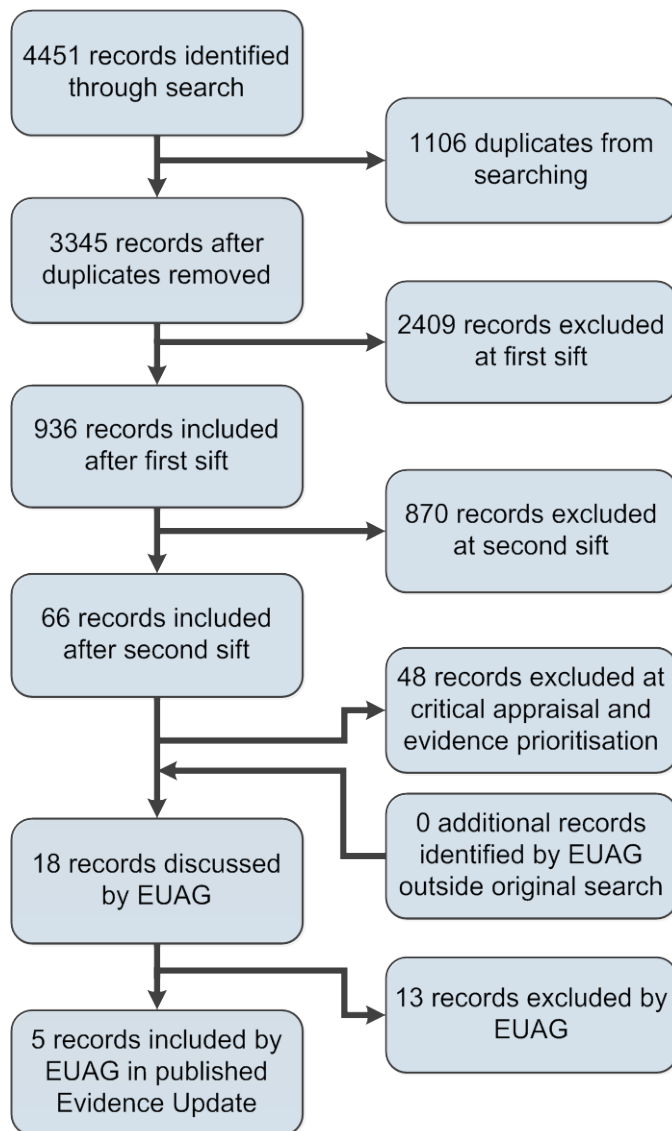 4451 records identified
through search
1106 duplicates from
searching
3345 records after
duplicates removed
2409 records excluded
at first sift
936 records included
after first sift
870 records excluded
at second sift
66 records included
after second sift
48 records excluded at
critical appraisal and
evidence prioritisation
0 additional records
identified by EUAG
outside original search
18 records discussed
by EUAG
13 records excluded by
EUAG
5 records included by
EUAG in published
Evidence Update